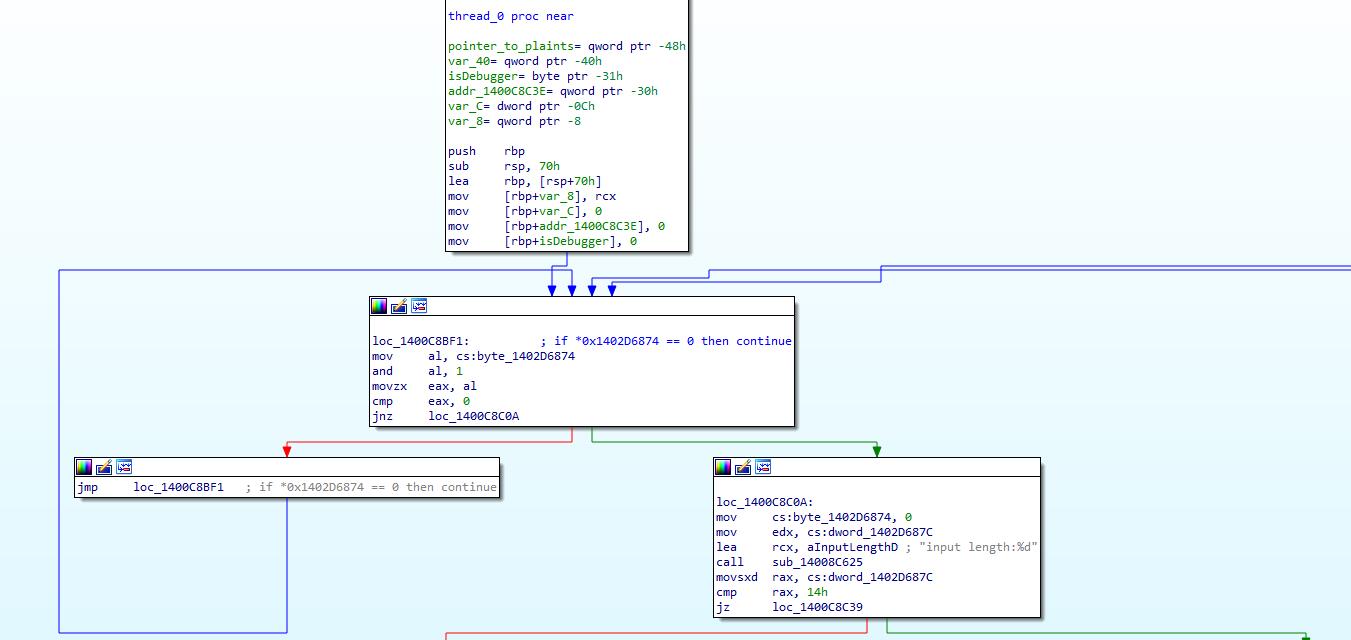 thread_0 proc near
pointer_to_plaints= qword ptr -48h
var_40= qword ptr -40h
isDebugger= byte ptr -31h
addr_1400C8C3E= qword ptr -30h
var_C= dword ptr -0Ch
var_8= qword ptr -8
push rbp
sub rsp, 70h
lea rbp, [rsp+70h]
mov [rbp+var_8], rcx
mov [rbp+var_C], 0
mov [rbp+addr_1400C8C3E], 0
mov [rbp+isDebugger], 0
loc_1400C8BF1: ; if *0x1402D6874 == 0 then continue
mov al, cs:byte_1402D6874
and al, 1
movzx eax, al
cmp eax, 0
jnz loc_1400C8C0A
jmp loc_1400C8BF1 ; if *0x1402D6874 == 0 then continue
loc_1400C8C0A:
mov cs:byte_1402D6874, 0
mov edx, cs:dword_1402D687C
lea rcx, aInputLengthD ; "input length:%d"
call sub_14008C625
movsxd rax, cs:dword_1402D687C
cmp rax, 14h
jz loc_1400C8C39